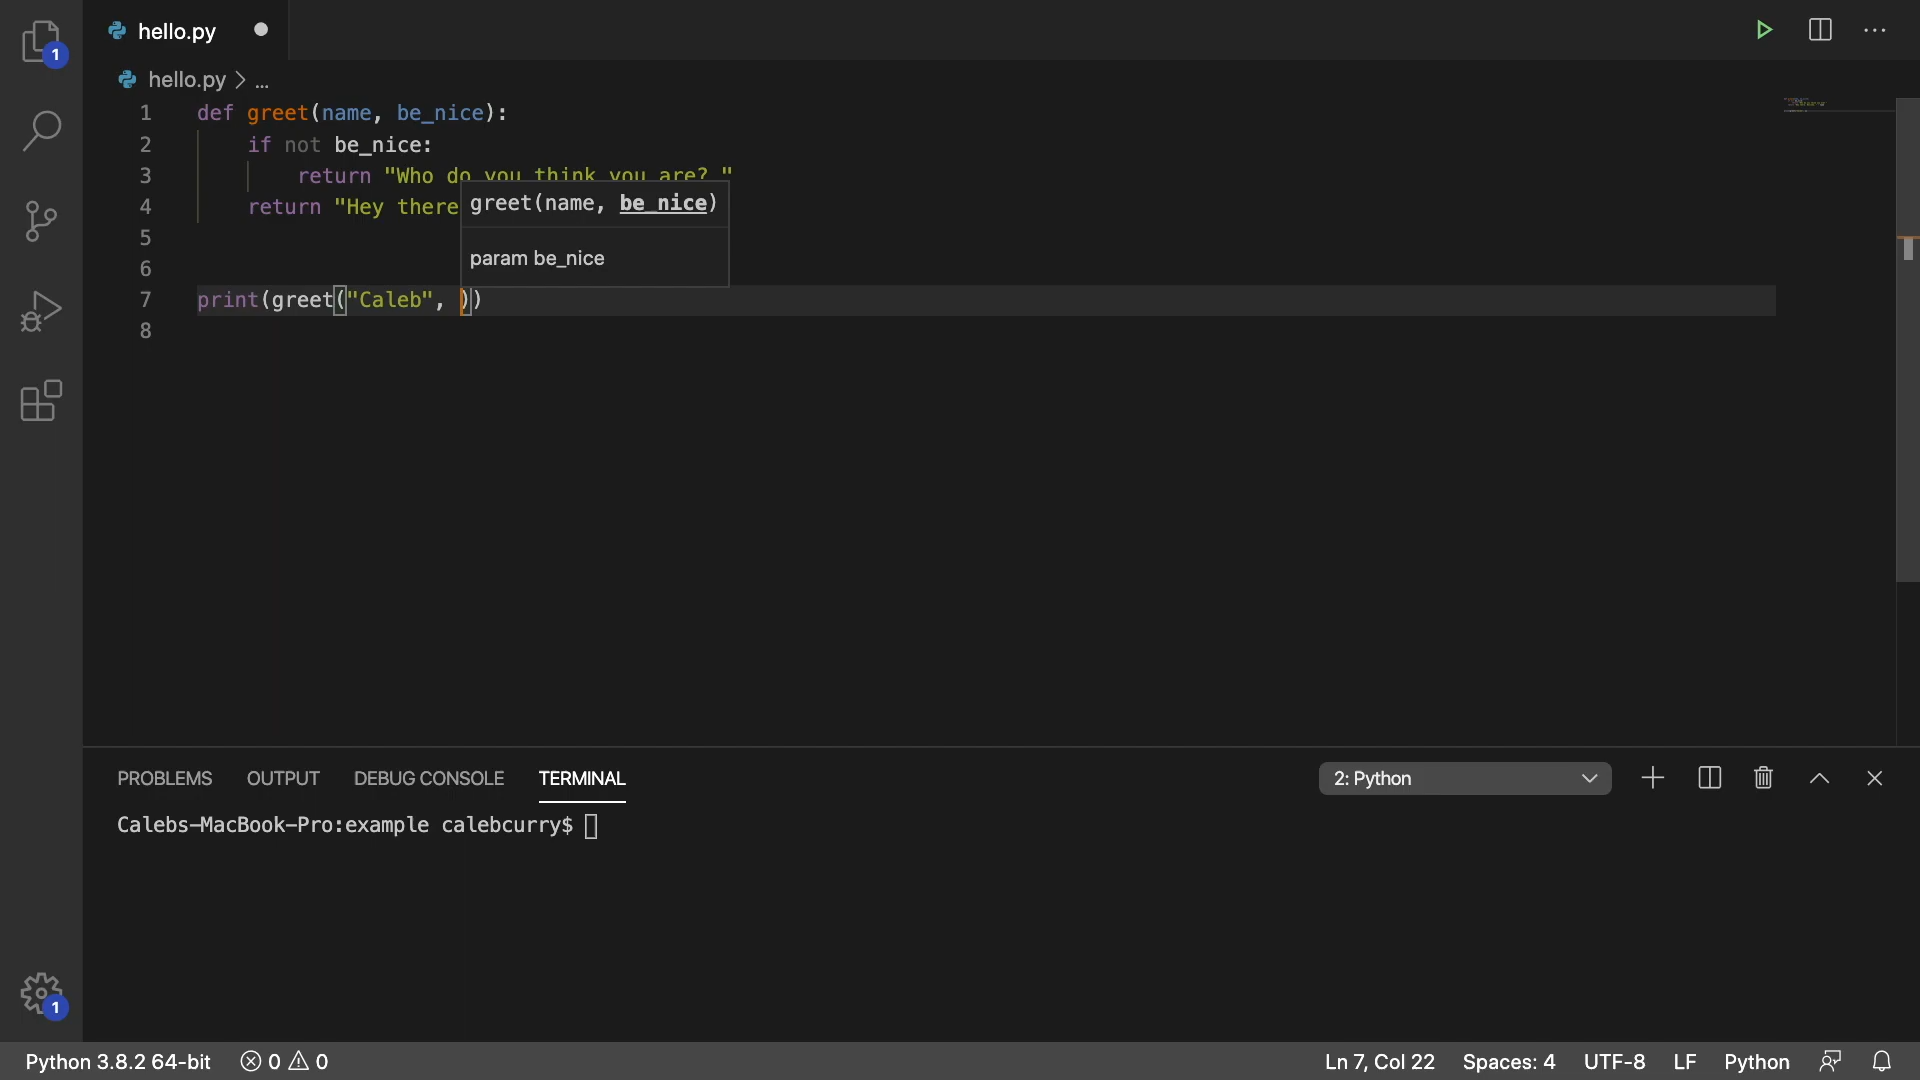 hello.py
1
hello.py > ...
1 def greet(name, be_nice):
2 if not be_nice:
3 return "Who do you think you are? "
4 return "Hey there
greet(name, be_nice)
5
param be_nice
6
7 print(greet("Caleb", ))
8
PROBLEMS OUTPUT DEBUG CONSOLE TERMINAL 2: Python
Calebs-MacBook-Pro:example calebcurry$
1
Python 3.8.2 64-bit 0 0 Ln 7, Col 22 Spaces: 4 UTF-8 LF Python